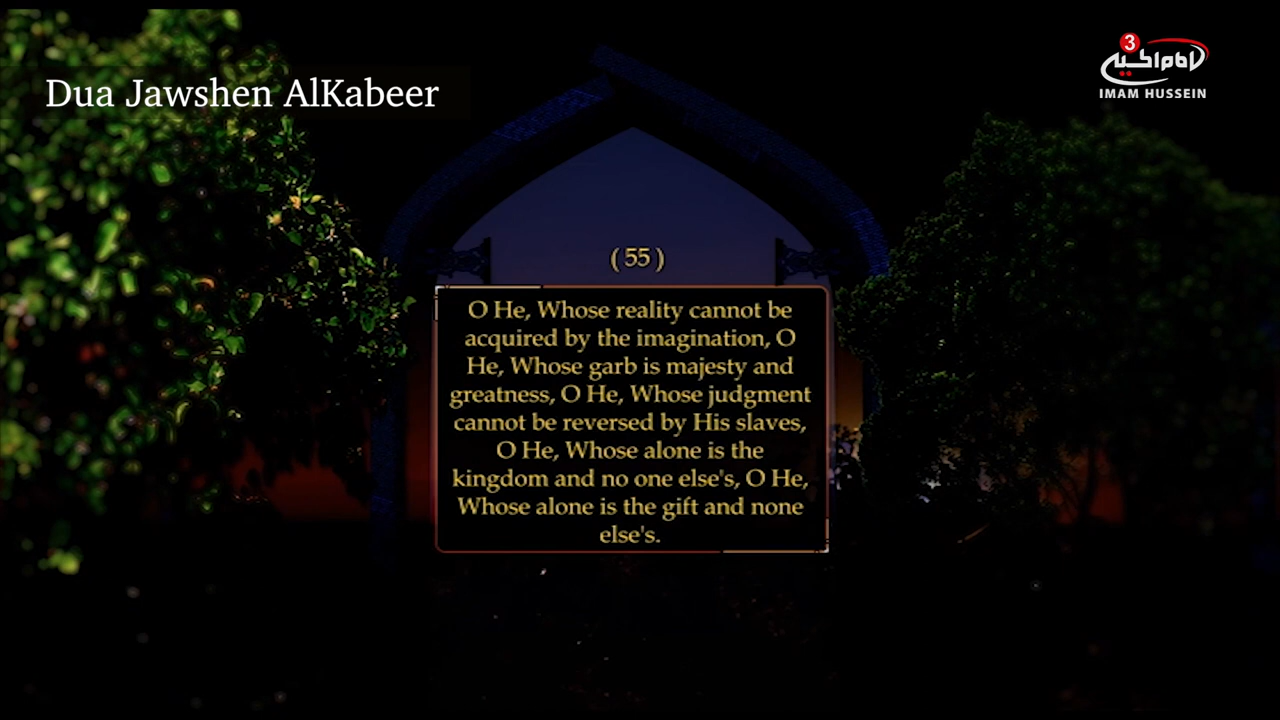 Dua Jawshen AlKabeer
3
IMAM HUSSEIN
( 55 )
O He, Whose reality cannot be
acquired by the imagination, O
He, Whose garb is majesty and
greatness, O He, Whose judgment
cannot be reversed by His slaves,
O He, Whose alone is the
kingdom and no one else's, O He,
Whose alone is the gift and none
else's.